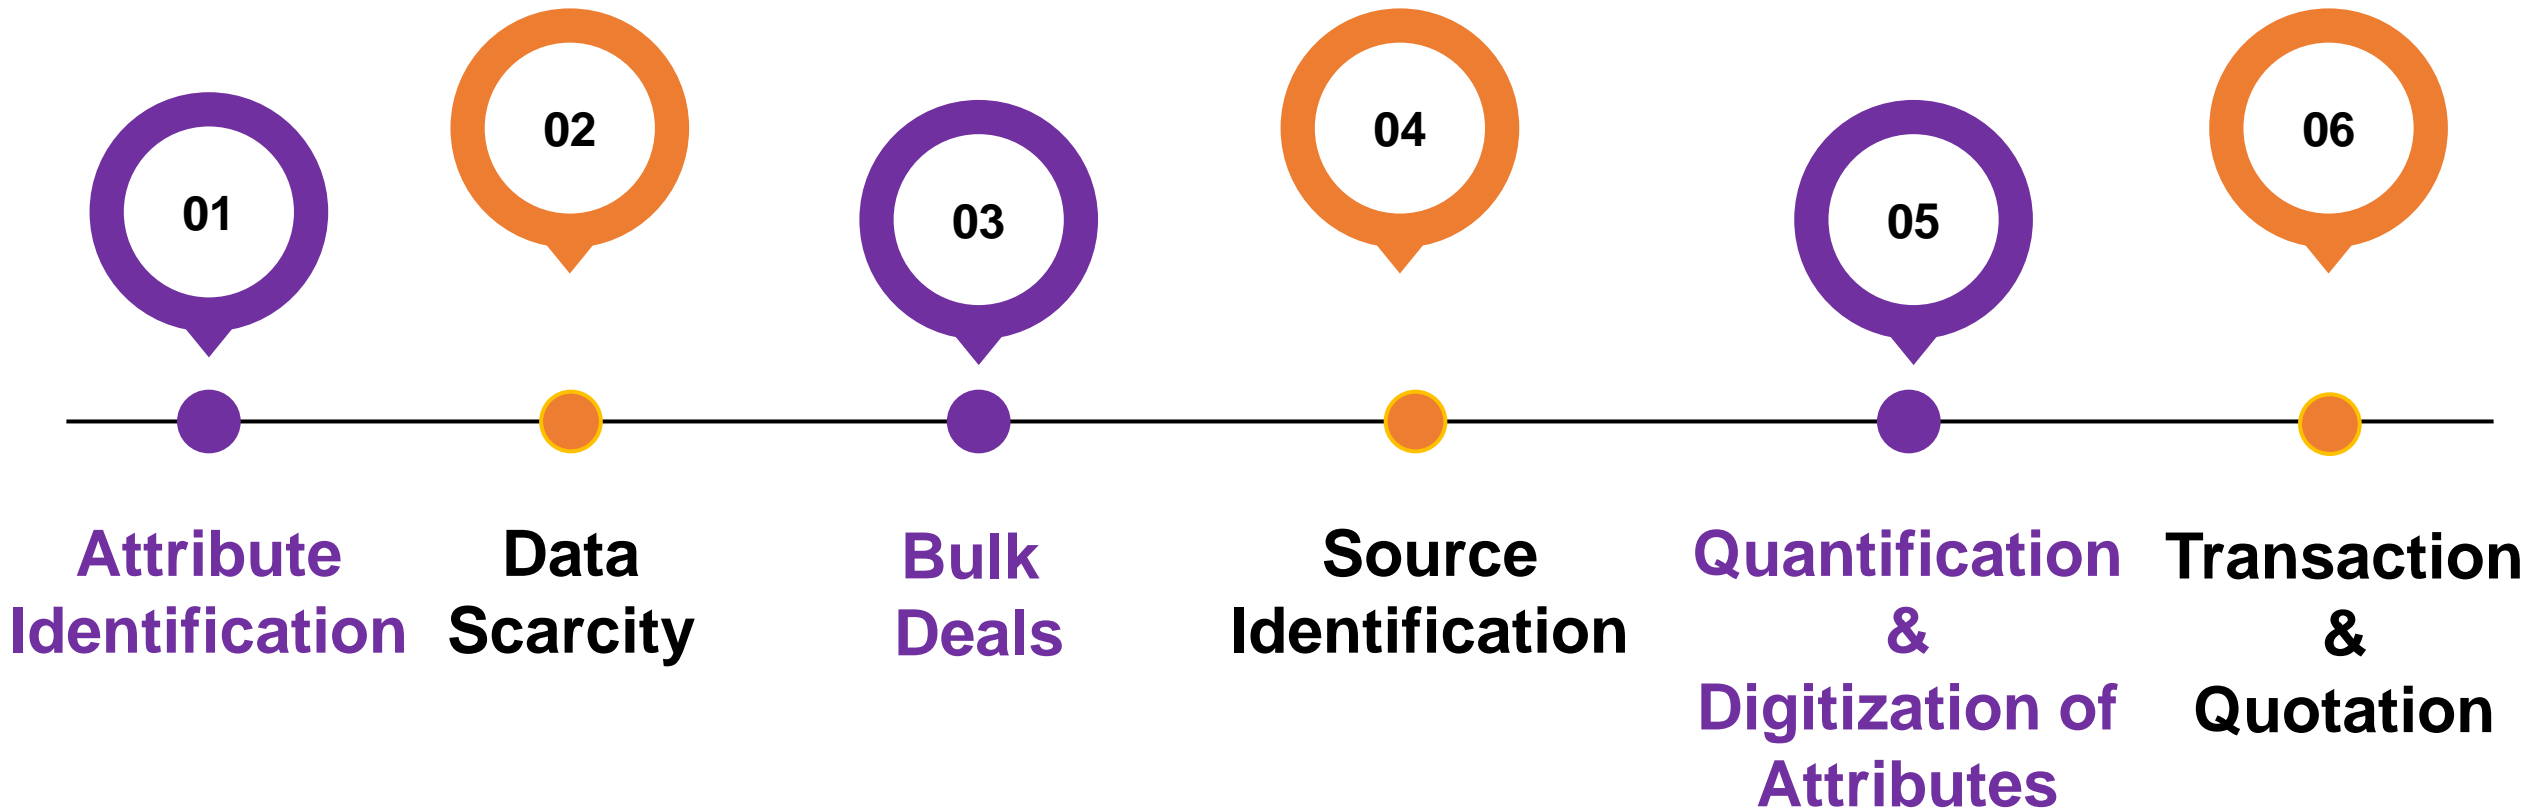 01
02
03
04
05
06
Attribute
Identification
Data
Scarcity
Bulk
Deals
Source
Identification
Quantification
&
Digitization of
Attributes
Transaction
&
Quotation